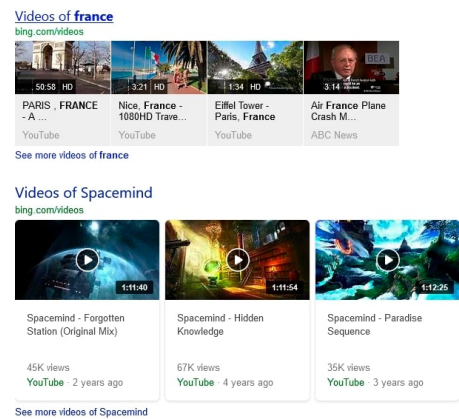 Videos of france
bing.com/videos
50:58 HD
3:21 HD
1:34 HD
3:14
BEA
PARIS , FRANCE
- A ...
YouTube
Nice, France -
1080HD Trave...
YouTube
Eiffel Tower -
Paris, France
YouTube
Air France Plane
Crash M...
ABC News
See more videos of france
Videos of Spacemind
bing.com/videos
1:11:40
1:11:54
1:12:25
Spacemind - Forgotten
Station (Original Mix)
45K views
YouTube · 2 years ago
Spacemind - Hidden
Knowledge
67K views
YouTube · 4 years ago
Spacemind - Paradise
Sequence
35K views
YouTube · 3 years ago
See more videos of Spacemind